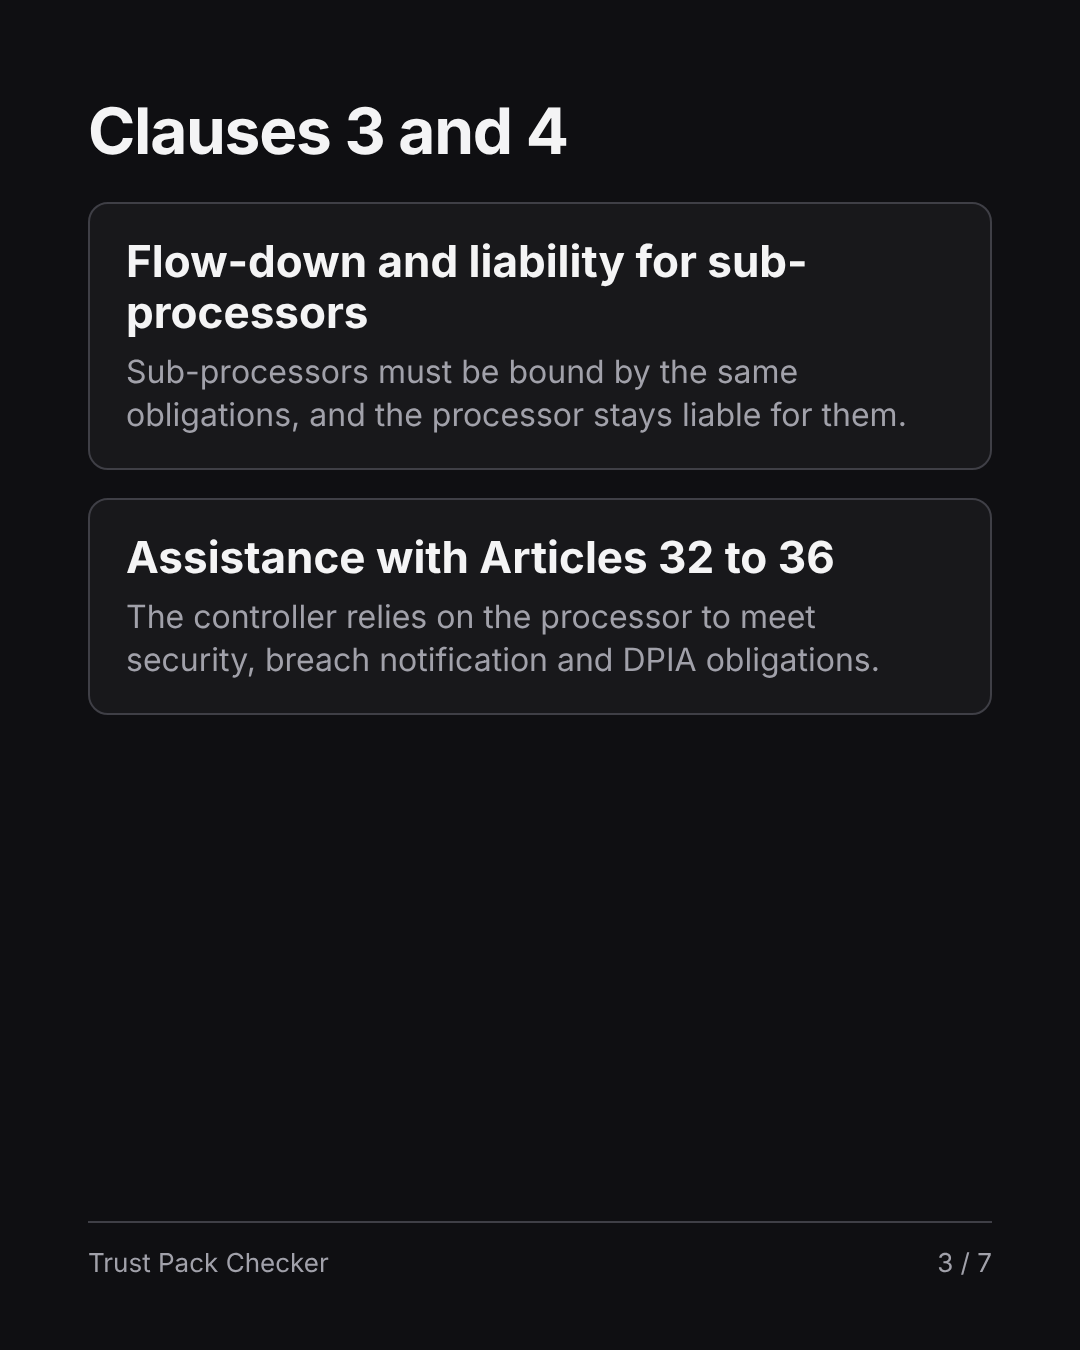 Clauses 3 and 4
Flow-down and liability for sub-
processors
Sub-processors must be bound by the same
obligations, and the processor stays liable for them.
Assistance with Articles 32 to 36
The controller relies on the processor to meet
security, breach notification and DPIA obligations.
Trust Pack Checker
3 / 7